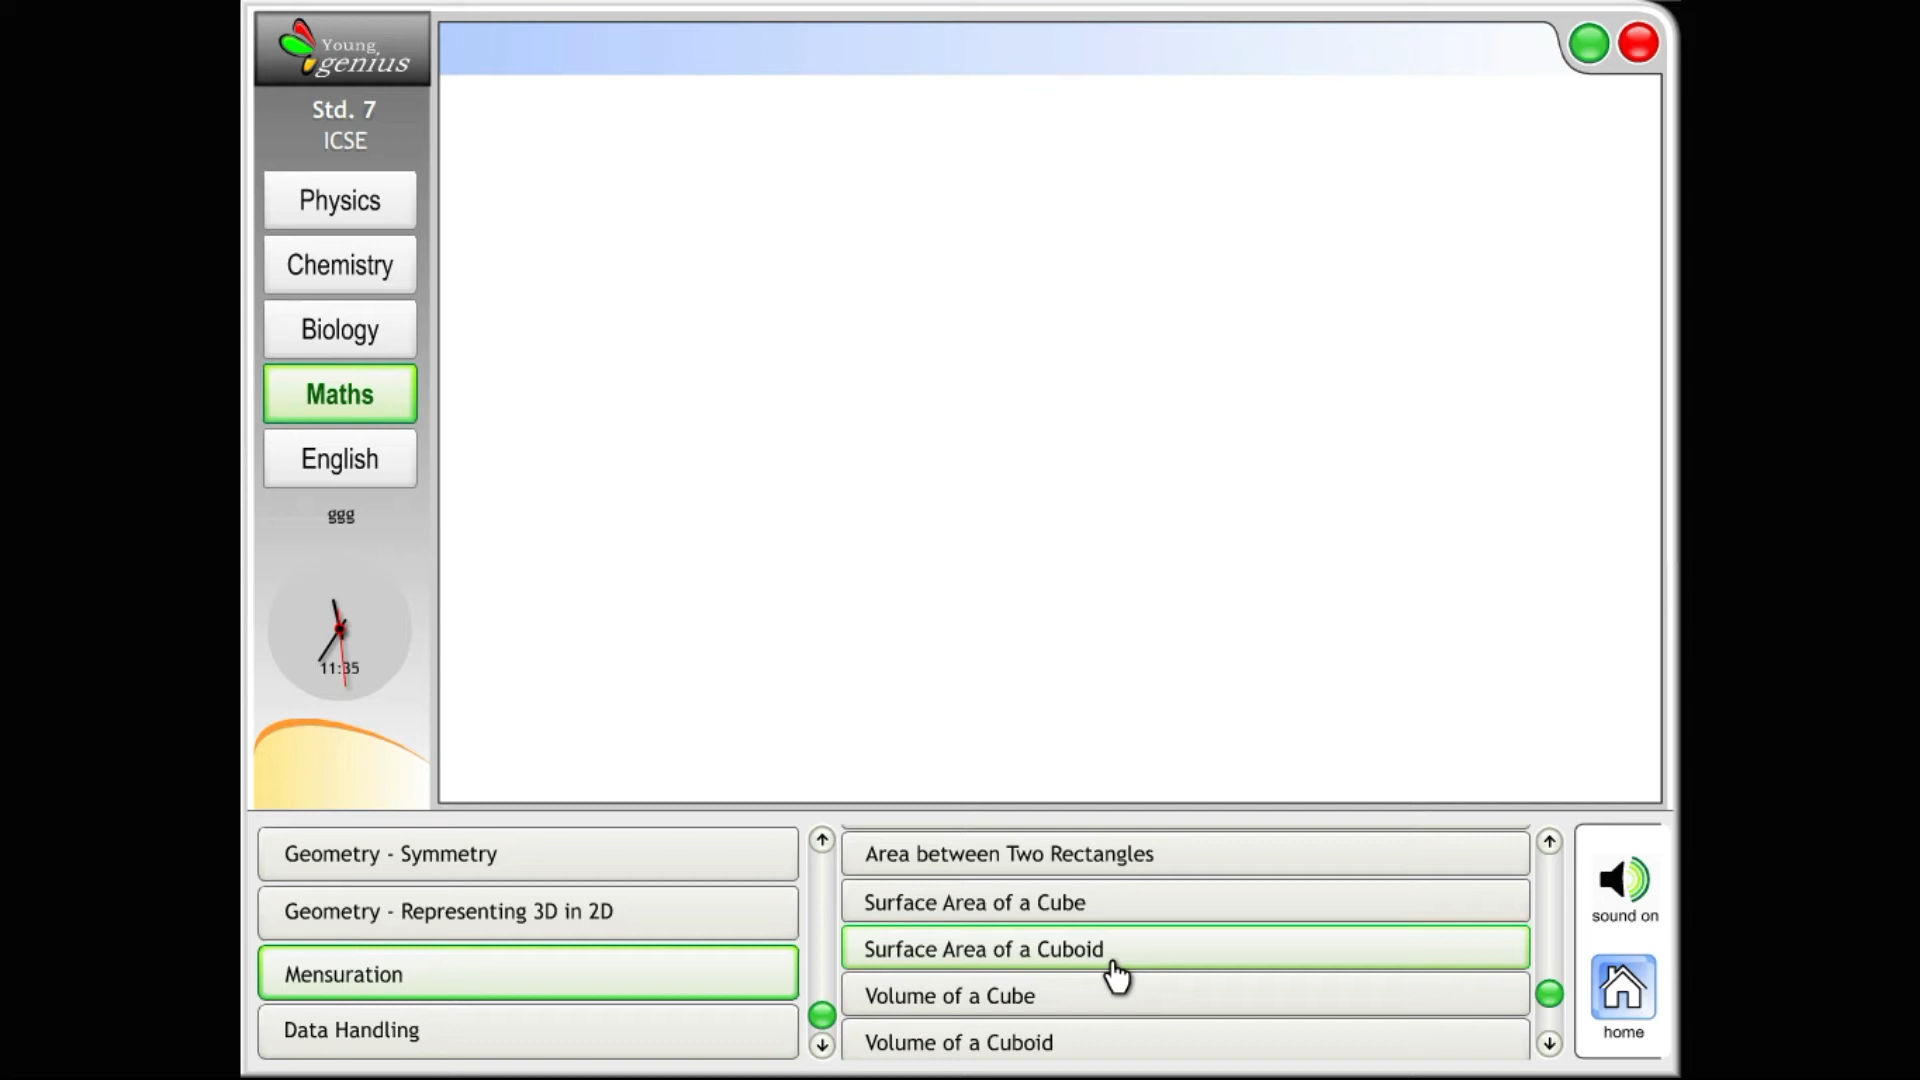 Young
genius
Std. 7
ICSE
Physics
Chemistry
Biology
Maths
English
ggg
11:35
Geometry - Symmetry
Geometry - Representing 3D in 2D
Mensuration
Data Handling
Area between Two Rectangles
Surface Area of a Cube
Surface Area of a Cuboid
Volume of a Cube
Volume of a Cuboid
sound on
home